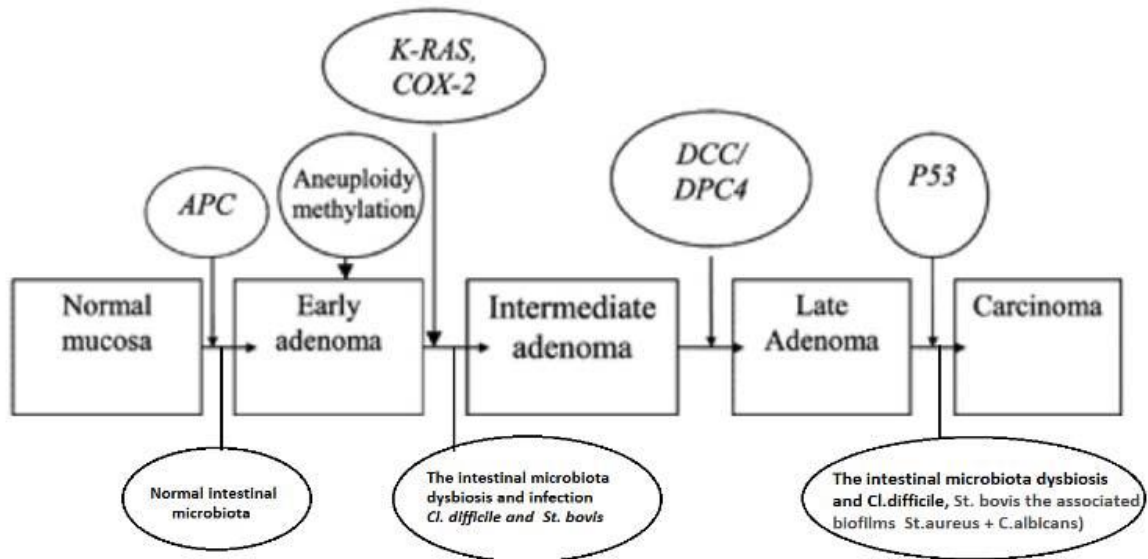 K-RAS,
COX-2
DCC/
DPC4
P53
APC
Aneuploidy
methylation
Normal
mucosa
Early
adenoma
Intermediate
adenoma
Late
Adenoma
Carcinoma
Normal intestinal
microbiota
The intestinal microbiota
dysbiosis and infection
Cl. difficile and St. bovis
The intestinal microbiota dysbiosis
and Cl.difficile, St. bovis the associated
biofilms St.aureus + C.albicans)